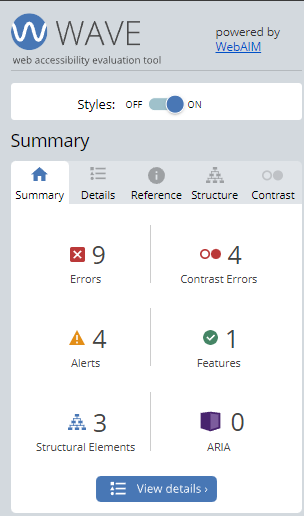 WAVE
powered by
WebAIM
web accessibility evaluation tool
Styles: OFF ON
Summary
Summary Details Reference Structure Contrast
9 4
Errors Contrast Errors
4 1
Alerts Features
3 0
Structural Elements ARIA
View details ›